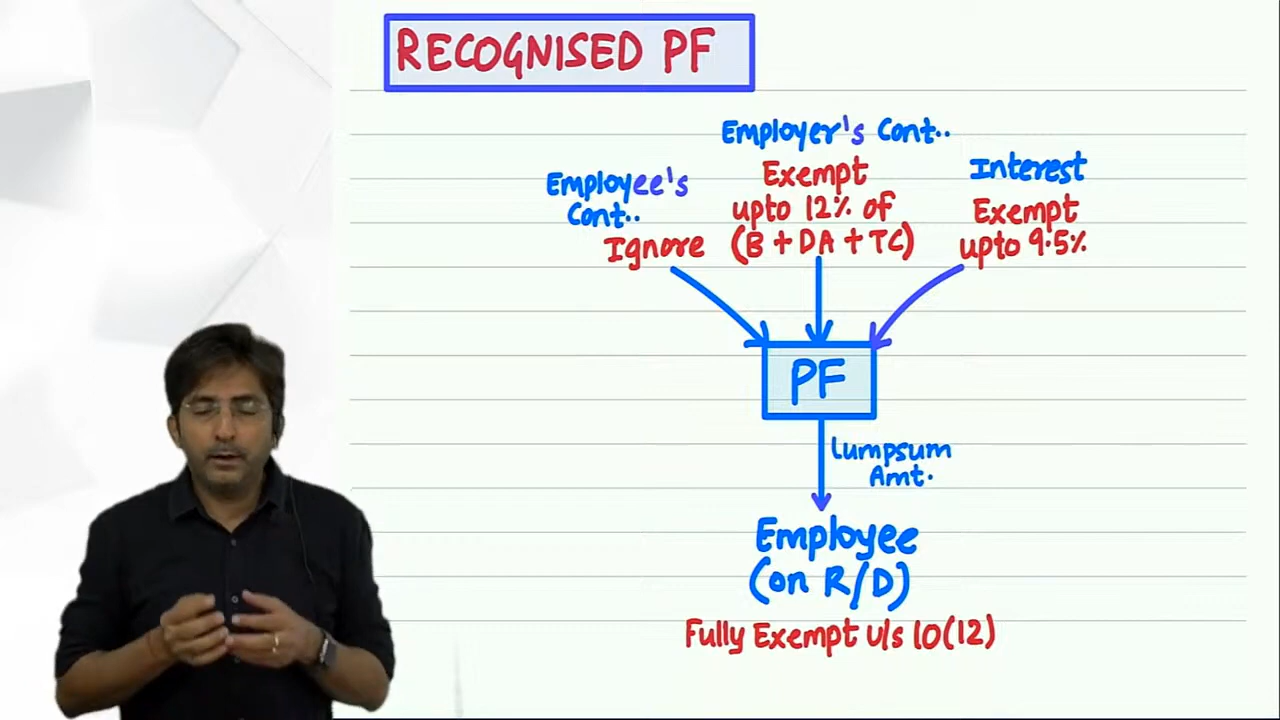 RECOGNISED PF
Employer's Cont..
Exempt
upto 12% of
(B + DA + TC)
Employee's
Cont..
Ignore
Interest
Exempt
upto 9.5%
PF
Lumpsum
Amt.
Employee
(on R/D)
Fully Exempt u/s 10(12)